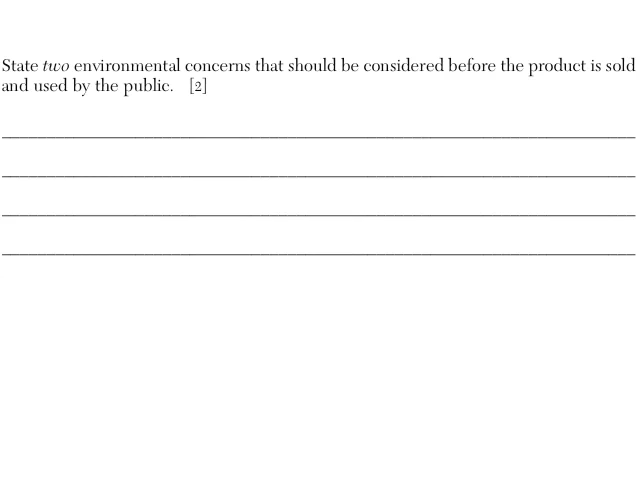 State two environmental concerns that should be considered before the product is sold
and used by the public. [2]